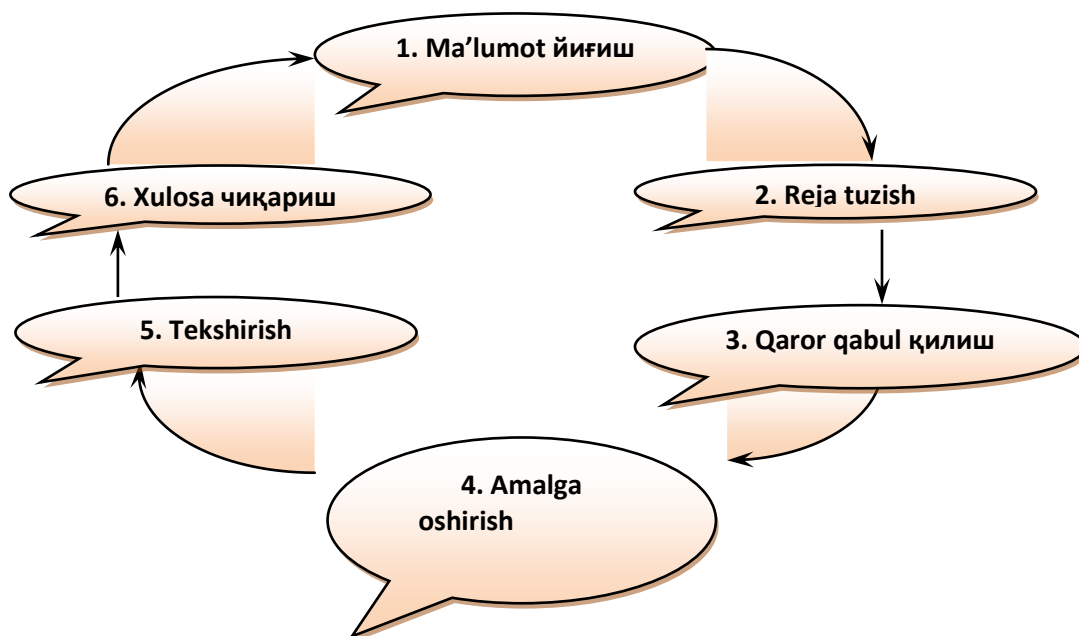 1. Ma’lumot йиғиш
6. Xulosa чиқариш
2. Reja tuzish
5. Tekshirish
3. Qaror qabul қилиш
4. Amalga
oshirish